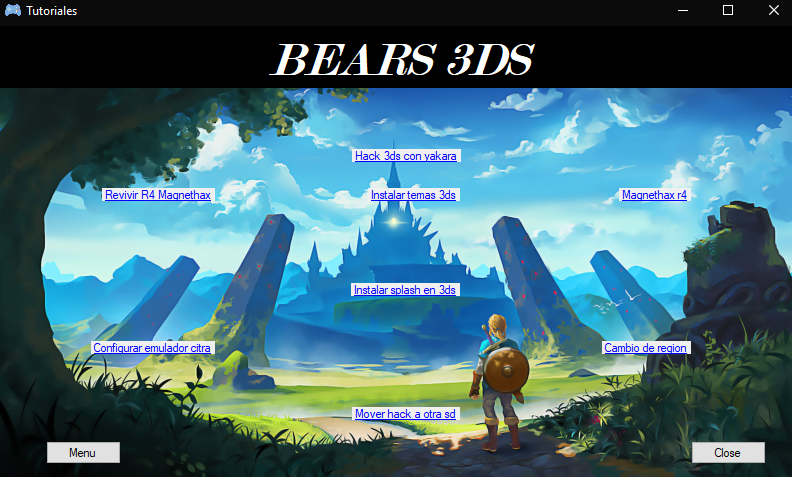 Tutoriales
BEARS 3DS
Hack 3ds con yakara
Revivir R4 Magnethax
Instalar temas 3ds
Magnethax r4
Instalar splash en 3ds
Configurar emulador citra
Cambio de region
Mover hack a otra sd
Menu
Close